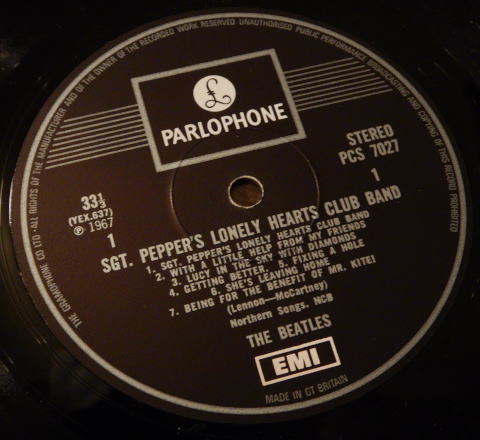 THE GRAMOPHONE CO LTD · ALL RIGHTS OF THE MANUFACTURER AND OF THE OWNER OF THE RECORDED WORK RESERVED UNAUTHORISED PUBLIC PERFORMANCE BROADCASTING AND COPYING OF THIS RECORD PROHIBITED
£
PARLOPHONE
STEREO
PCS 7027
33⅓
(YEX.637)
℗ 1967
1
1
SGT. PEPPER'S LONELY HEARTS CLUB BAND
1. SGT. PEPPER'S LONELY HEARTS CLUB BAND
2. WITH A LITTLE HELP FROM MY FRIENDS
3. LUCY IN THE SKY WITH DIAMONDS
4. GETTING BETTER. 5. FIXING A HOLE
6. SHE'S LEAVING HOME
7. BEING FOR THE BENEFIT OF MR. KITE!
(Lennon—McCartney)
Northern Songs, NCB
THE BEATLES
EMI
MADE IN GT BRITAIN